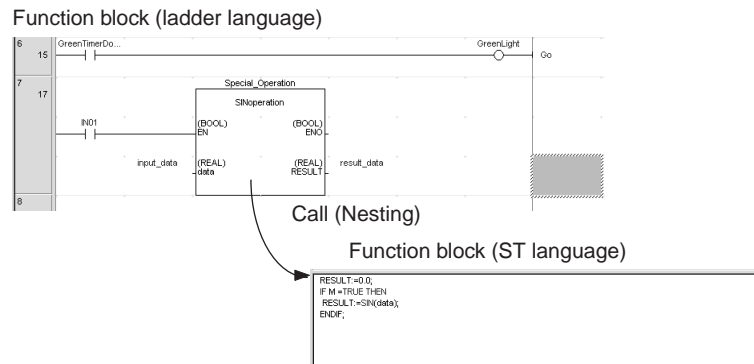 Function block (ladder language)
6
15
GreenTimerDo...
GreenLight
Go
7
17
Special_Operation
SINoperation
IN01
(BOOL)
EN
(BOOL)
ENO
input_data
(REAL)
data
(REAL)
RESULT
result_data
8
Call (Nesting)
Function block (ST language)
RESULT:=0.0;
IF M =TRUE THEN
RESULT:=SIN(data);
ENDIF;